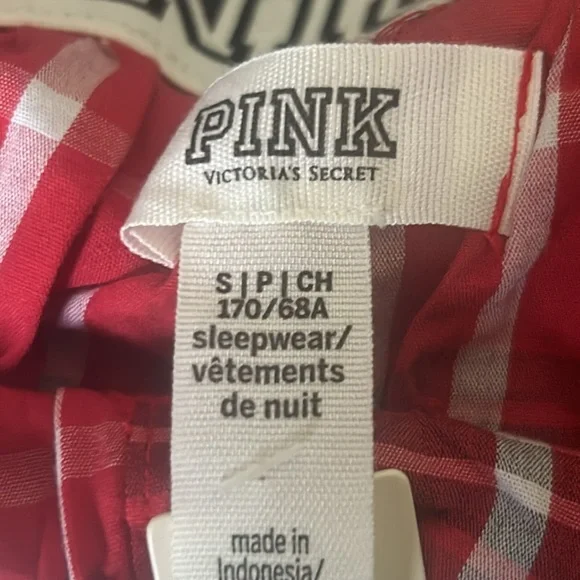 PINK
VICTORIA'S SECRET
S | P | CH
170/68A
sleepwear/
vêtements
de nuit
made in
Indonesia/